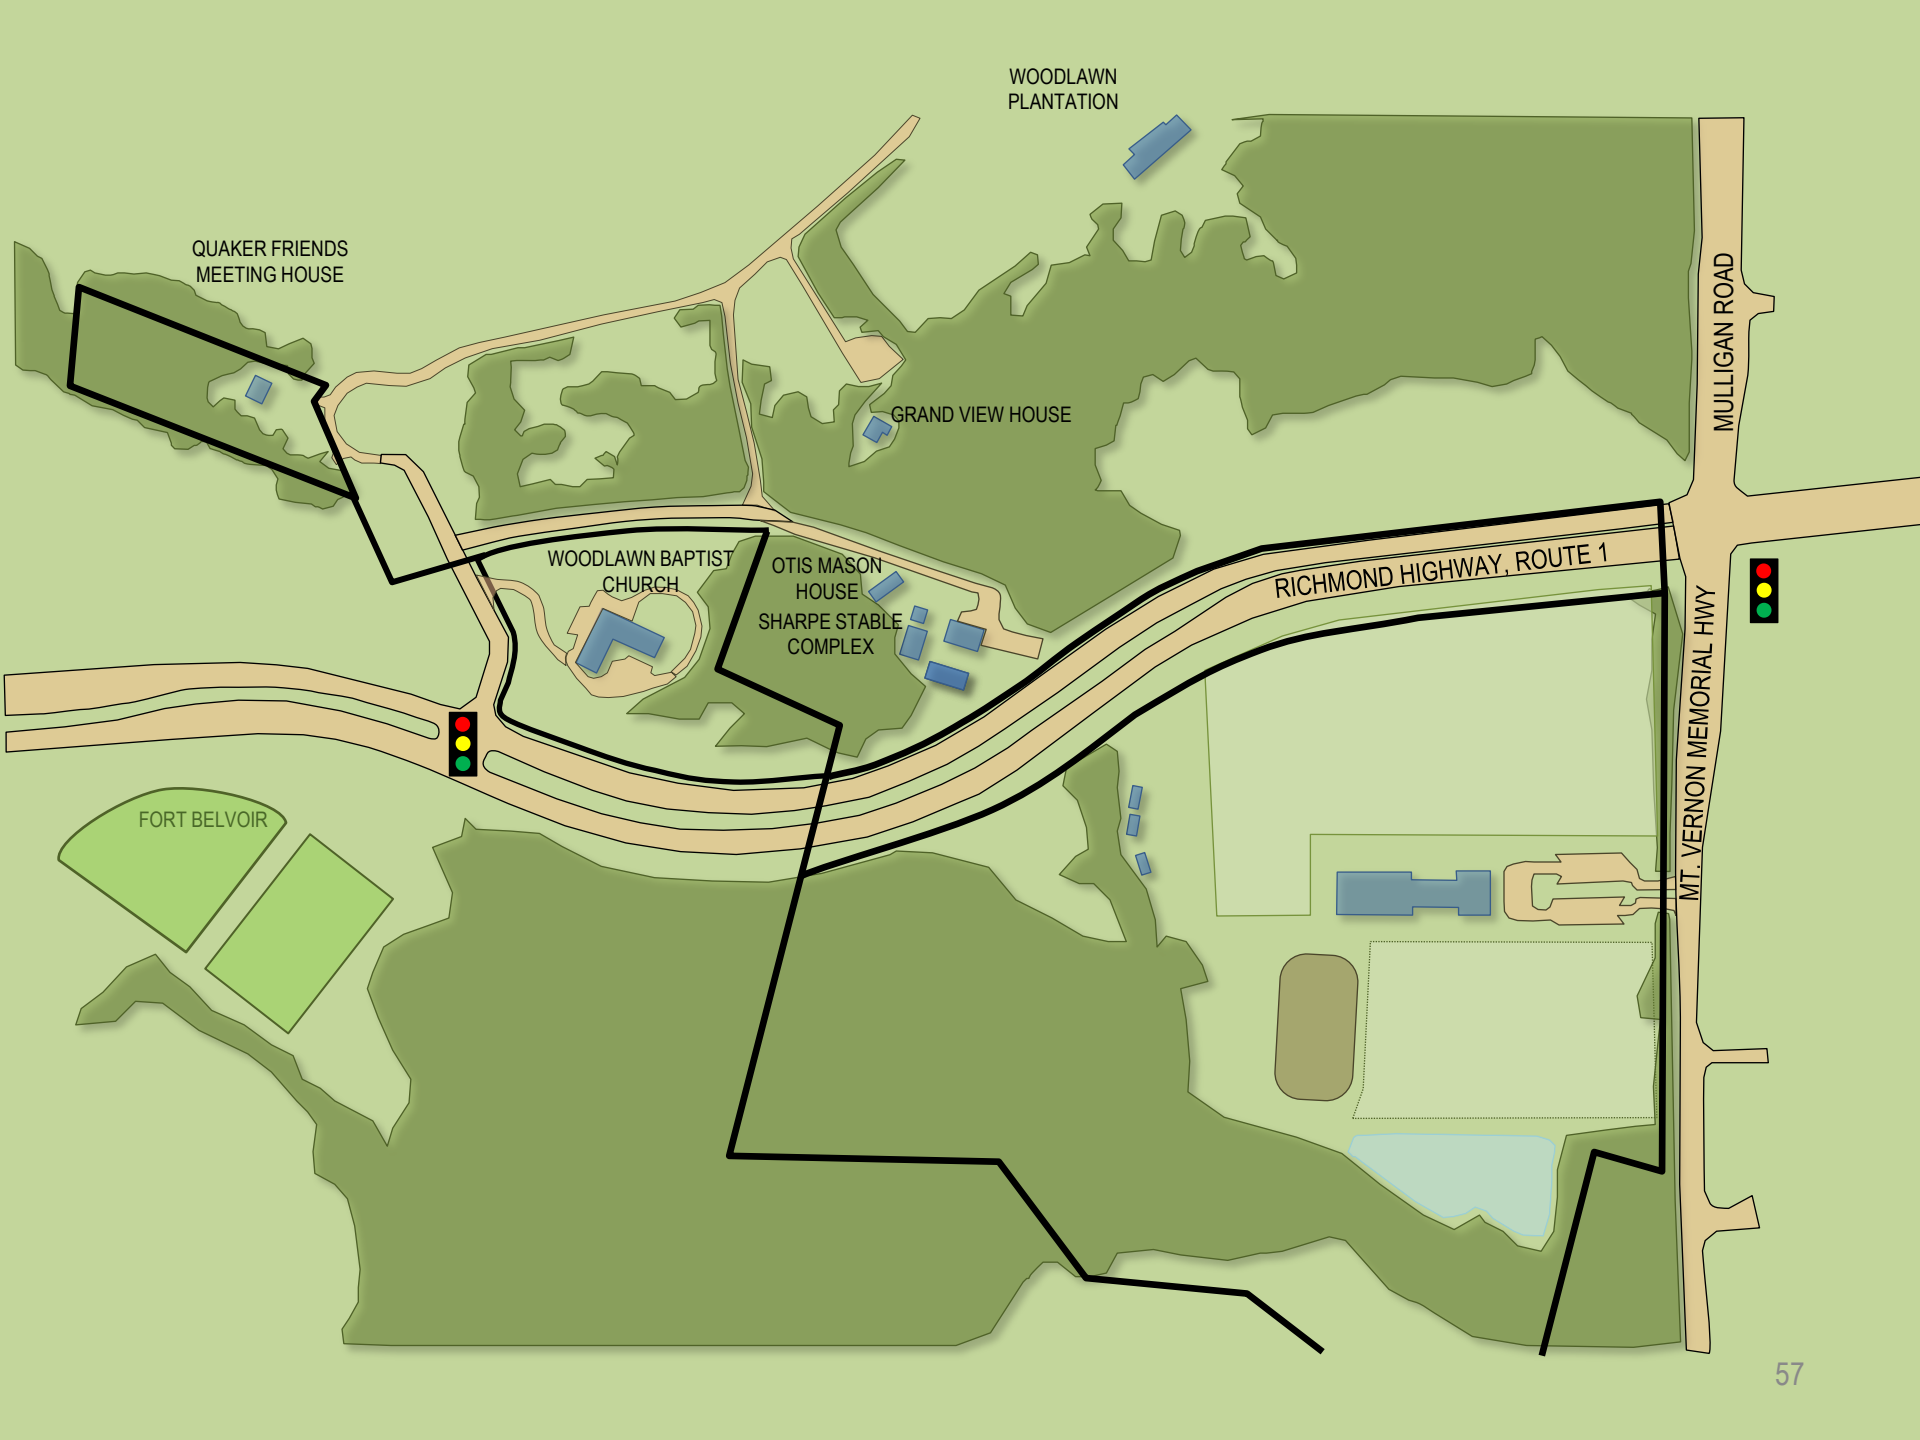 WOODLAWN
PLANTATION
QUAKER FRIENDS
MEETING HOUSE
MULLIGAN ROAD
GRAND VIEW HOUSE
WOODLAWN BAPTIST
CHURCH
OTIS MASON
HOUSE
SHARPE STABLE
COMPLEX
RICHMOND HIGHWAY, ROUTE 1
MT. VERNON MEMORIAL HWY
FORT BELVOIR
57